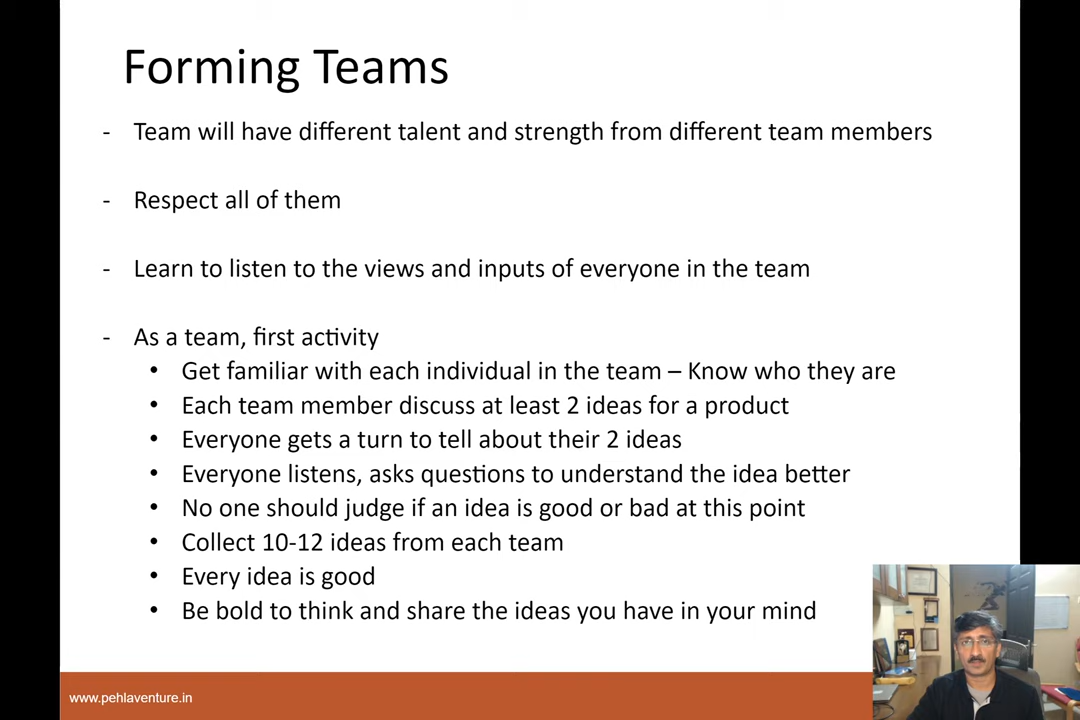 Forming Teams
- Team will have different talent and strength from different team members
- Respect all of them
- Learn to listen to the views and inputs of everyone in the team
- As a team, first activity
• Get familiar with each individual in the team – Know who they are
• Each team member discuss at least 2 ideas for a product
• Everyone gets a turn to tell about their 2 ideas
• Everyone listens, asks questions to understand the idea better
• No one should judge if an idea is good or bad at this point
• Collect 10-12 ideas from each team
• Every idea is good
• Be bold to think and share the ideas you have in your mind
www.pehlaventure.in